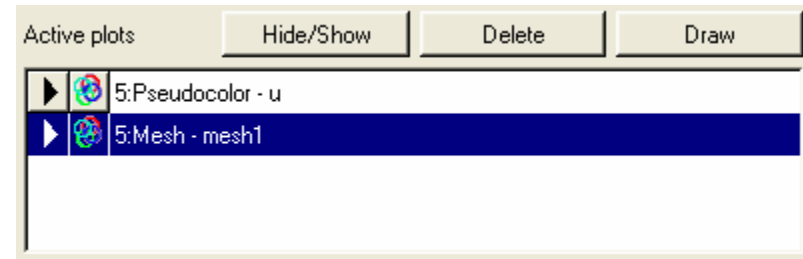 Active plots Hide/Show Delete Draw
5:Pseudocolor - u
5:Mesh - mesh1